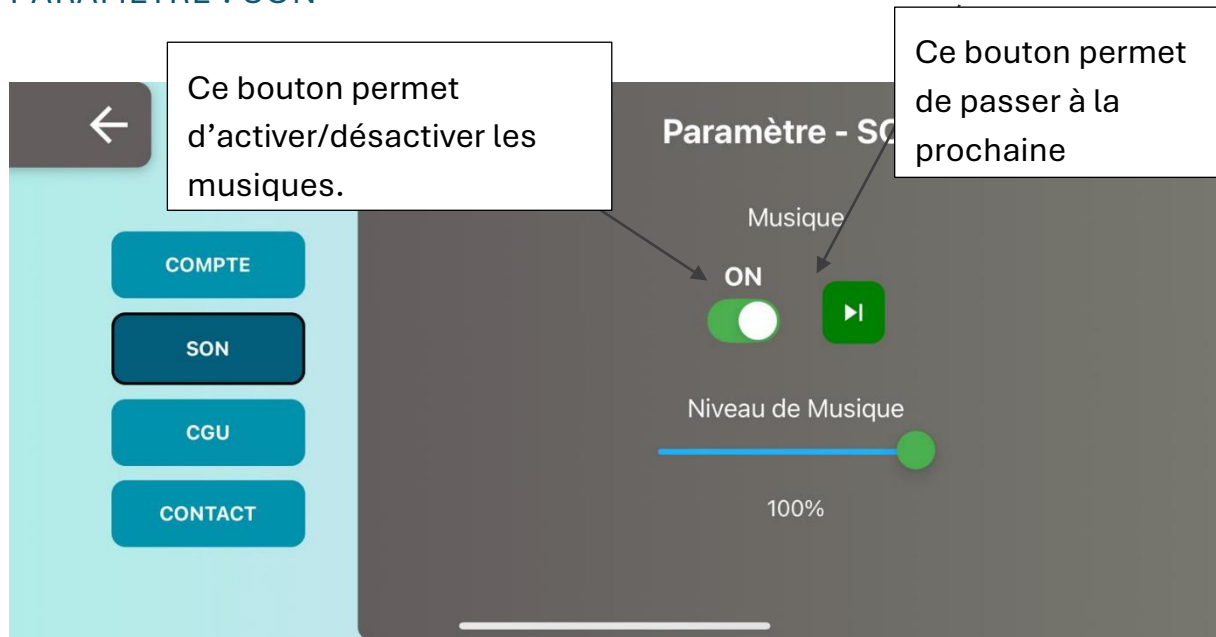 Ce bouton permet
d’activer/désactiver les
musiques.
Ce bouton permet
de passer à la
prochaine
Paramètre - SO
Musique
ON
Niveau de Musique
100%
COMPTE
SON
CGU
CONTACT